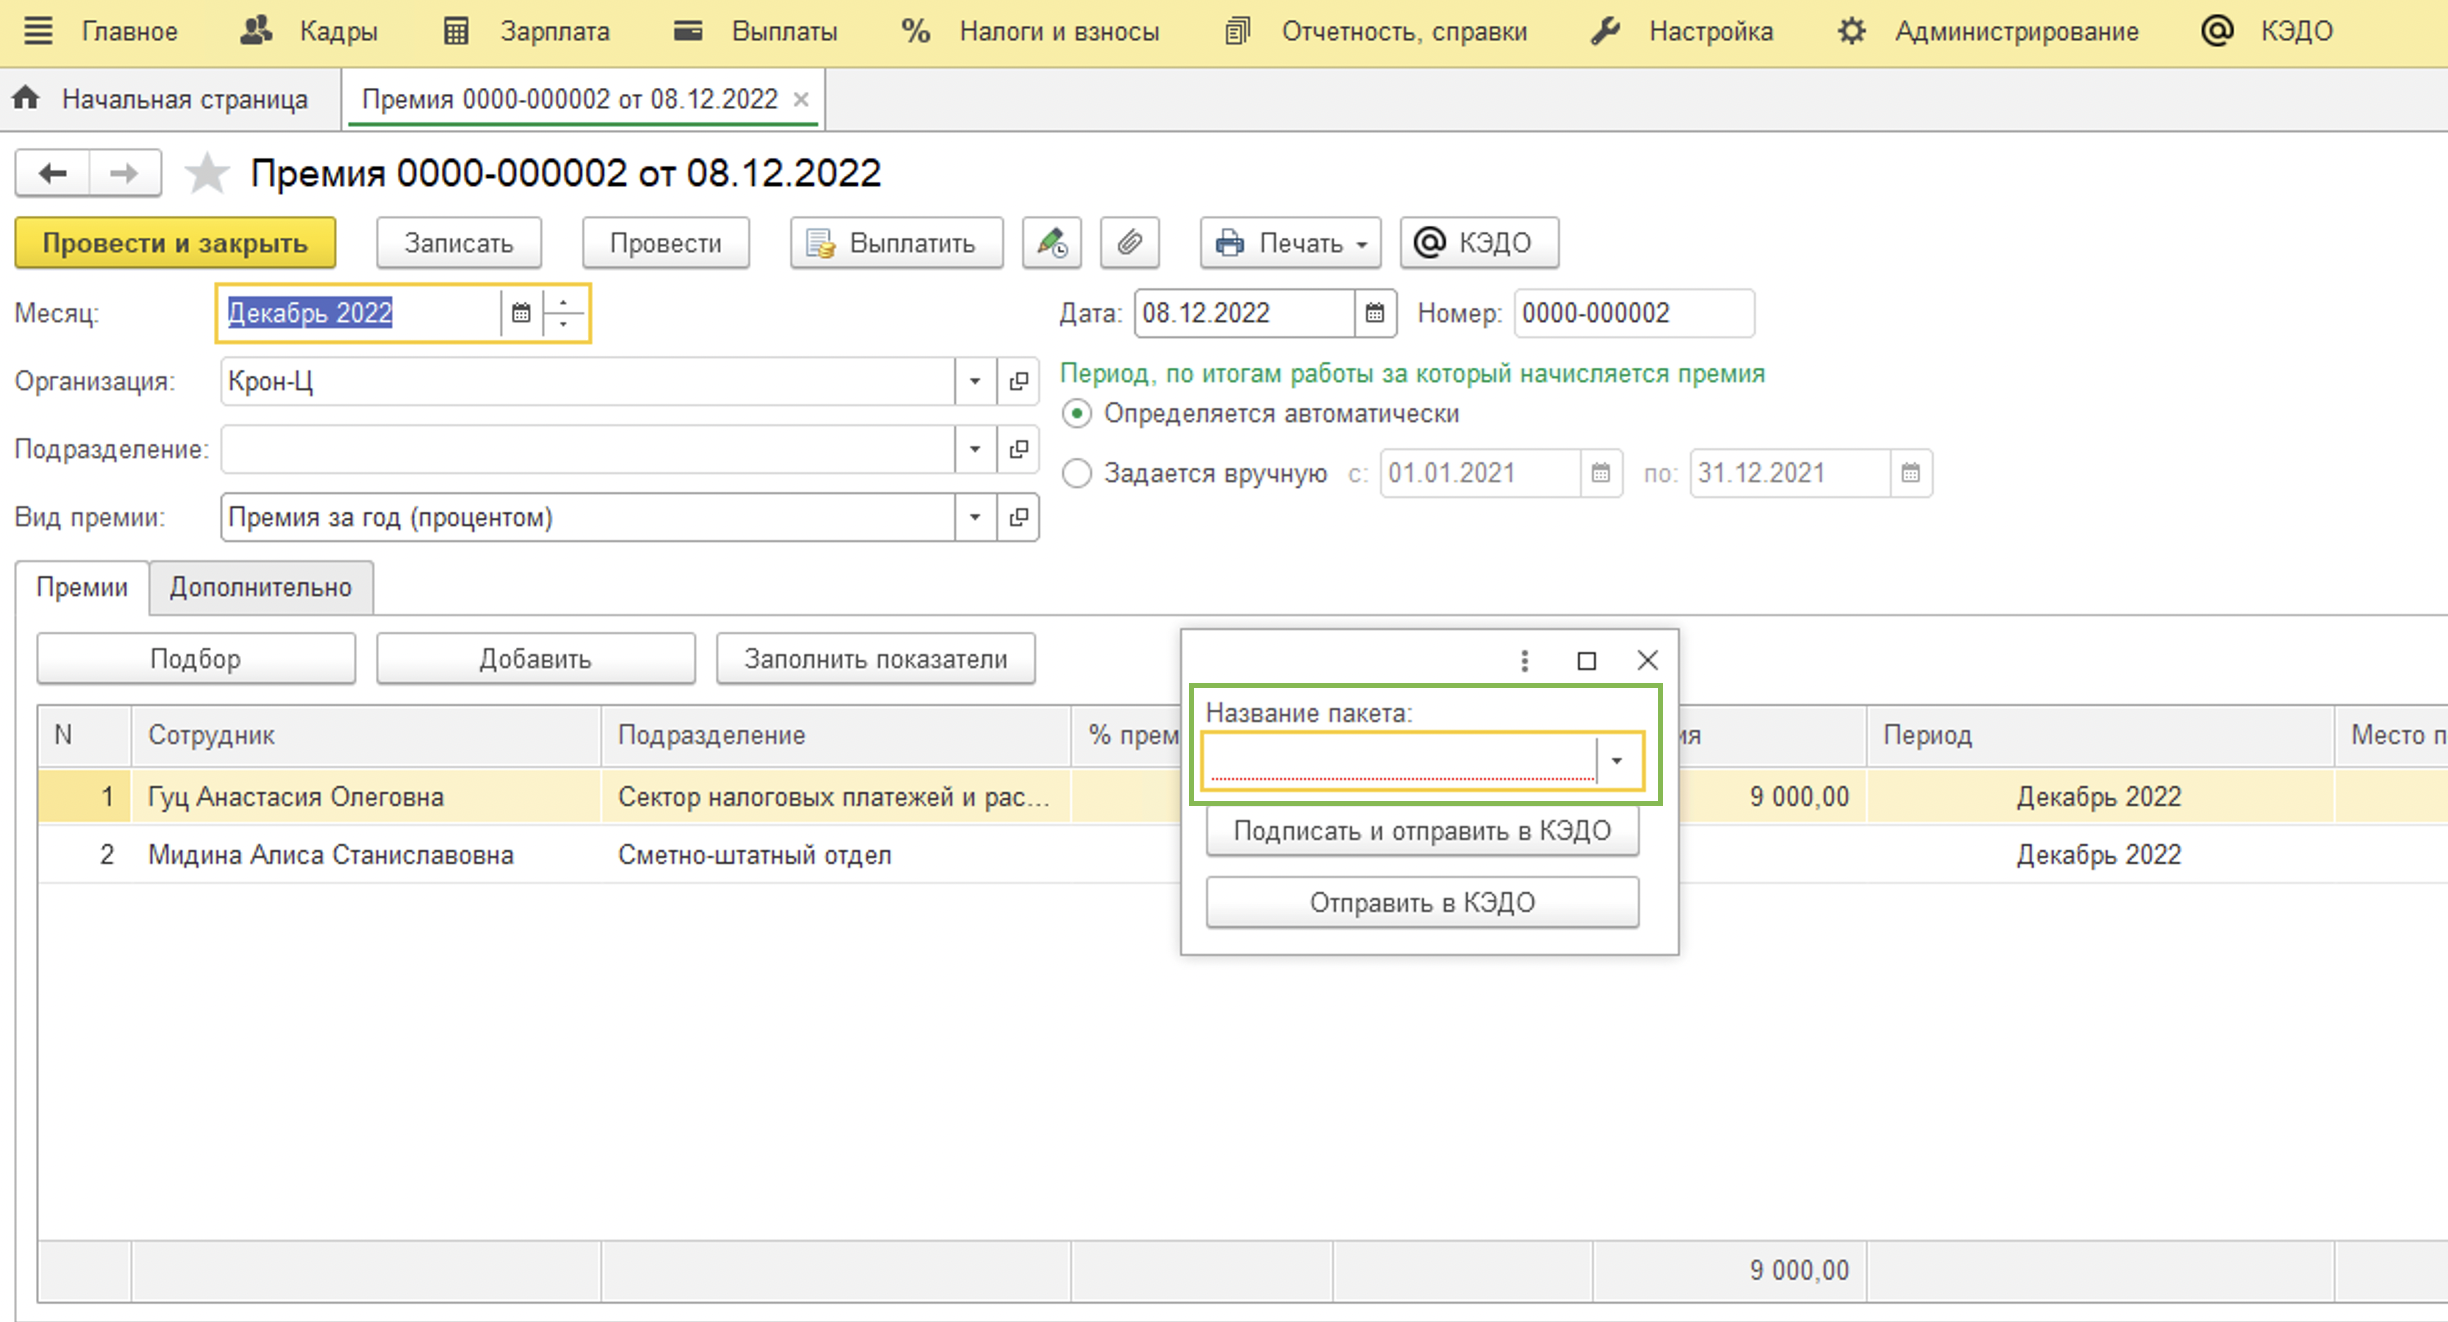 Главное Кадры Зарплата Выплаты % Налоги и взносы Отчетность, справки Настройка Администрирование @ КЭДО
Начальная страница Премия 0000-000002 от 08.12.2022 ×
Премия 0000-000002 от 08.12.2022
Провести и закрыть Записать Провести Выплатить Печать @ КЭДО
Месяц: Декабрь 2022 Дата: 08.12.2022 Номер: 0000-000002
Организация: Крон-Ц Период, по итогам работы за который начисляется премия
Определяется автоматически
Подразделение: Задается вручную с: 01.01.2021 по: 31.12.2021
Вид премии: Премия за год (процентом)
Премии Дополнительно
Подбор Добавить Заполнить показатели
Название пакета:
N Сотрудник Подразделение % прем ия Период Место п
1 Гуц Анастасия Олеговна Сектор налоговых платежей и рас... 9 000,00 Декабрь 2022
Подписать и отправить в КЭДО
2 Мидина Алиса Станиславовна Сметно-штатный отдел Декабрь 2022
Отправить в КЭДО
9 000,00